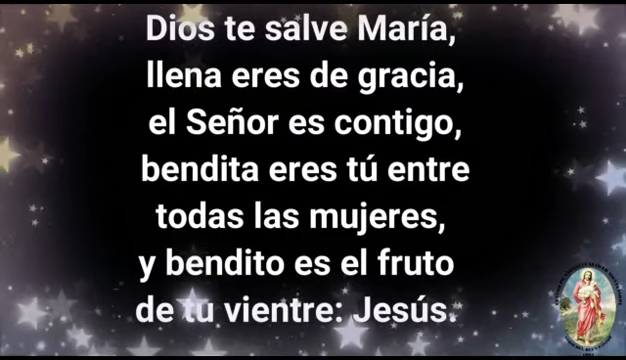 Dios te salve María,
llena eres de gracia,
el Señor es contigo,
bendita eres tú entre
todas las mujeres,
y bendito es el fruto
de tu vientre: Jesús.